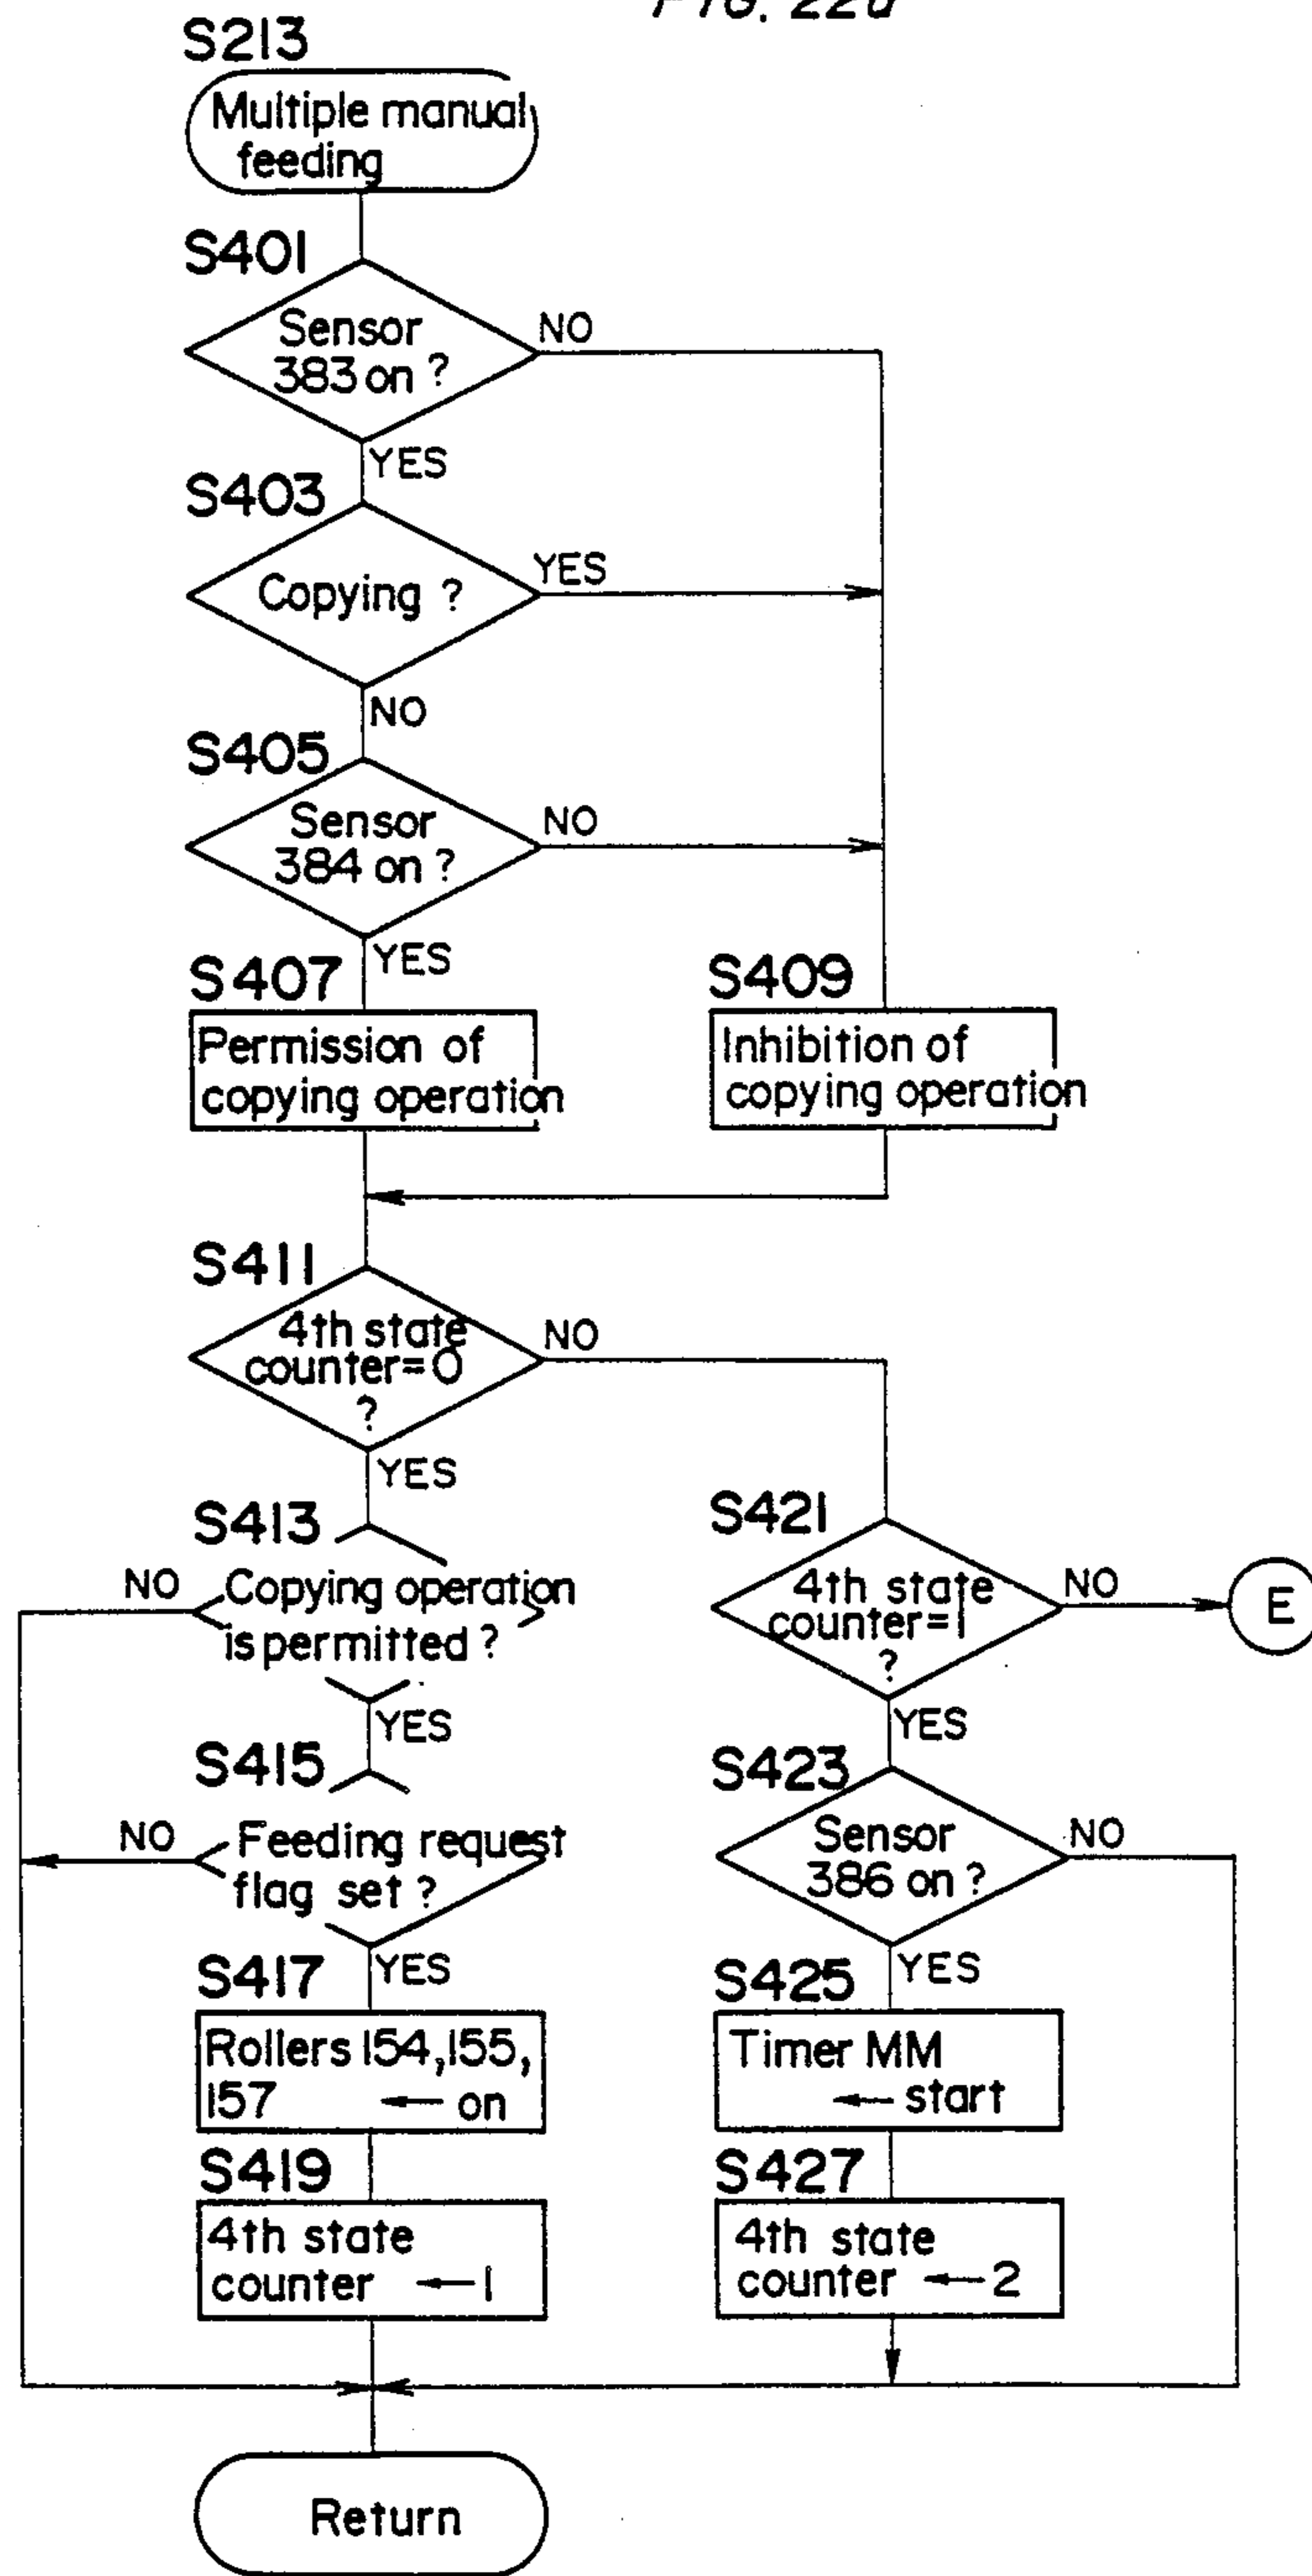 FIG. 22a
S213
Multiple manual
feeding
S401
Sensor
383 on ?
NO
YES
S403
Copying ?
YES
NO
S405
Sensor
384 on ?
NO
YES
S407
Permission of
copying operation
S409
Inhibition of
copying operation
S411
4th state
counter=0
?
NO
YES
S413
Copying operation
is permitted ?
NO
YES
S415
Feeding request
flag set ?
NO
YES
S417
Rollers 154,155,
157 ← on
S419
4th state
counter ← 1
S421
4th state
counter=1
?
NO
E
YES
S423
Sensor
386 on ?
NO
YES
S425
Timer MM
← start
S427
4th state
counter ← 2
Return